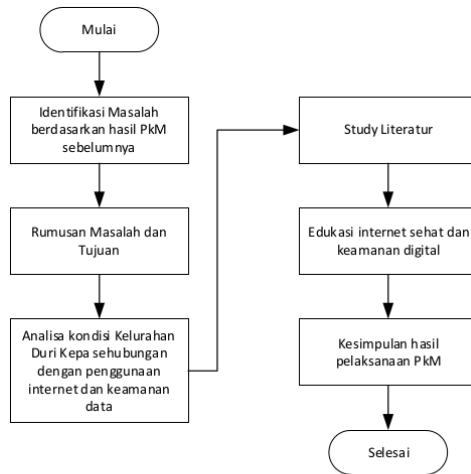 Mulai
Identifikasi Masalah
berdasarkan hasil PkM
sebelumnya
Rumusan Masalah dan
Tujuan
Analisa kondisi Kelurahan
Duri Kepa sehubungan
dengan penggunaan
internet dan keamanan
data
Study Literatur
Edukasi internet sehat dan
keamanan digital
Kesimpulan hasil
pelaksanaan PkM
Selesai